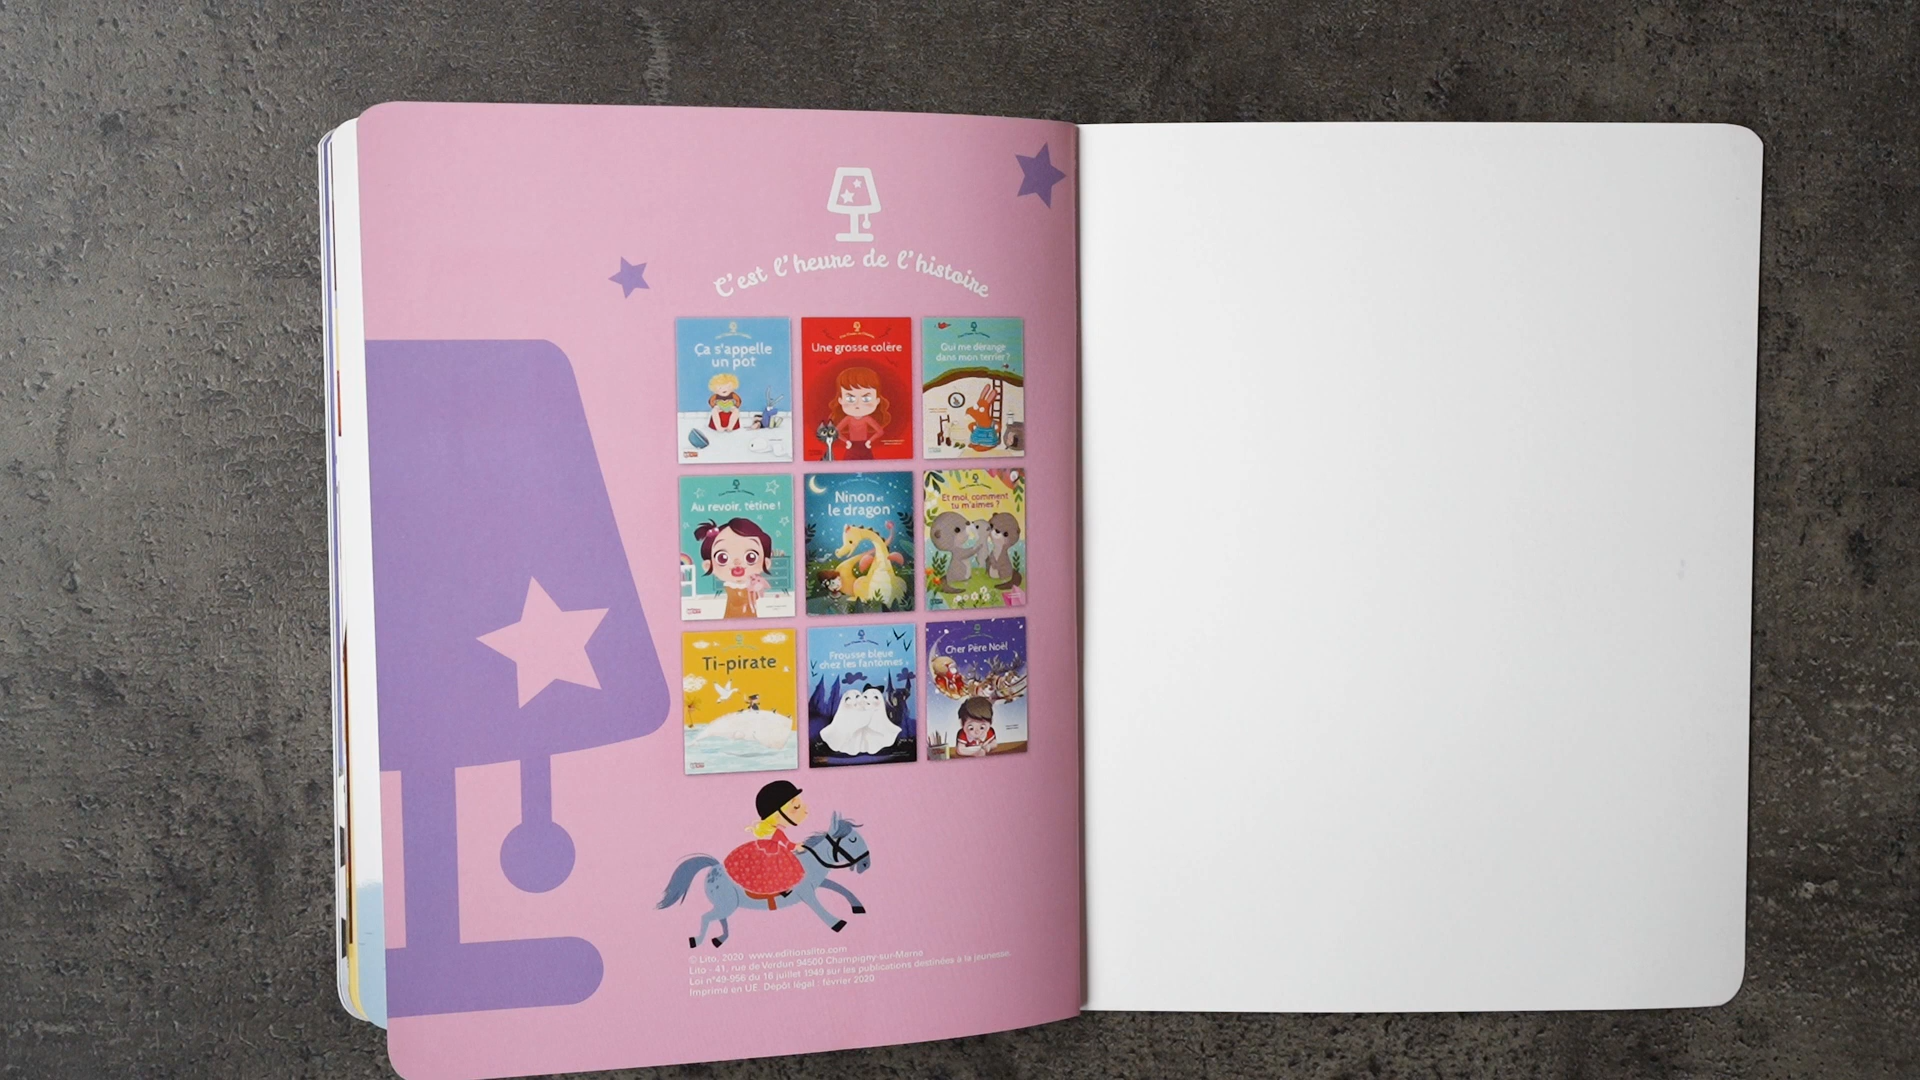 C'est l'heure de l'histoire
Ça s'appelle
un pot
Une grosse colère
Qui me dérange
dans mon terrier ?
Au revoir, tétine !
Ninon et
le dragon
Et moi, comment
tu m'aimes ?
Ti-pirate
Frousse bleue
chez les fantômes
Cher Père Noël
© Lito, 2020 www.editionslito.com
Lito - 41, rue de Verdun 94500 Champigny-sur-Marne
Loi n°49-956 du 16 juillet 1949 sur les publications destinées à la jeunesse.
Imprimé en UE. Dépôt légal : février 2020